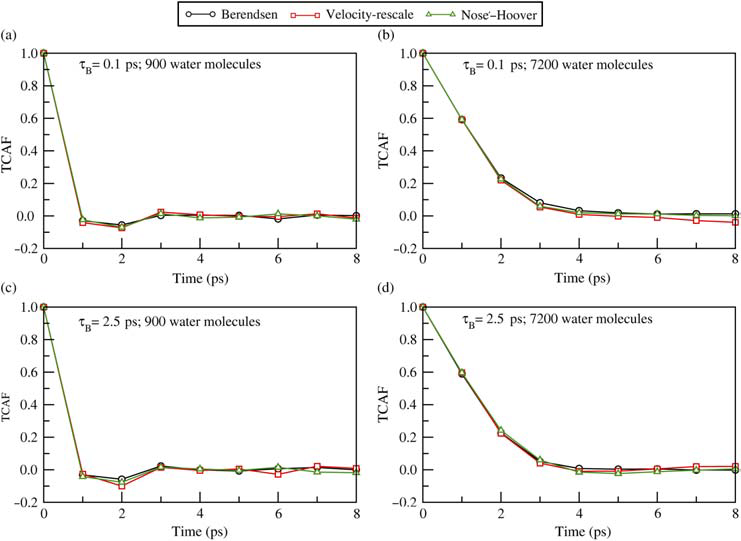 Berendsen Velocity-rescale Nose′–Hoover
(a)
τB= 0.1 ps; 900 water molecules
1.0
0.8
0.6
0.4
0.2
0.0
−0.2
TCAF
0 2 4 6 8
Time (ps)
(b)
τB= 0.1 ps; 7200 water molecules
1.0
0.8
0.6
0.4
0.2
0.0
−0.2
TCAF
0 2 4 6 8
Time (ps)
(c)
τB= 2.5 ps; 900 water molecules
1.0
0.8
0.6
0.4
0.2
0.0
−0.2
TCAF
0 2 4 6 8
Time (ps)
(d)
τB= 2.5 ps; 7200 water molecules
1.0
0.8
0.6
0.4
0.2
0.0
−0.2
TCAF
0 2 4 6 8
Time (ps)